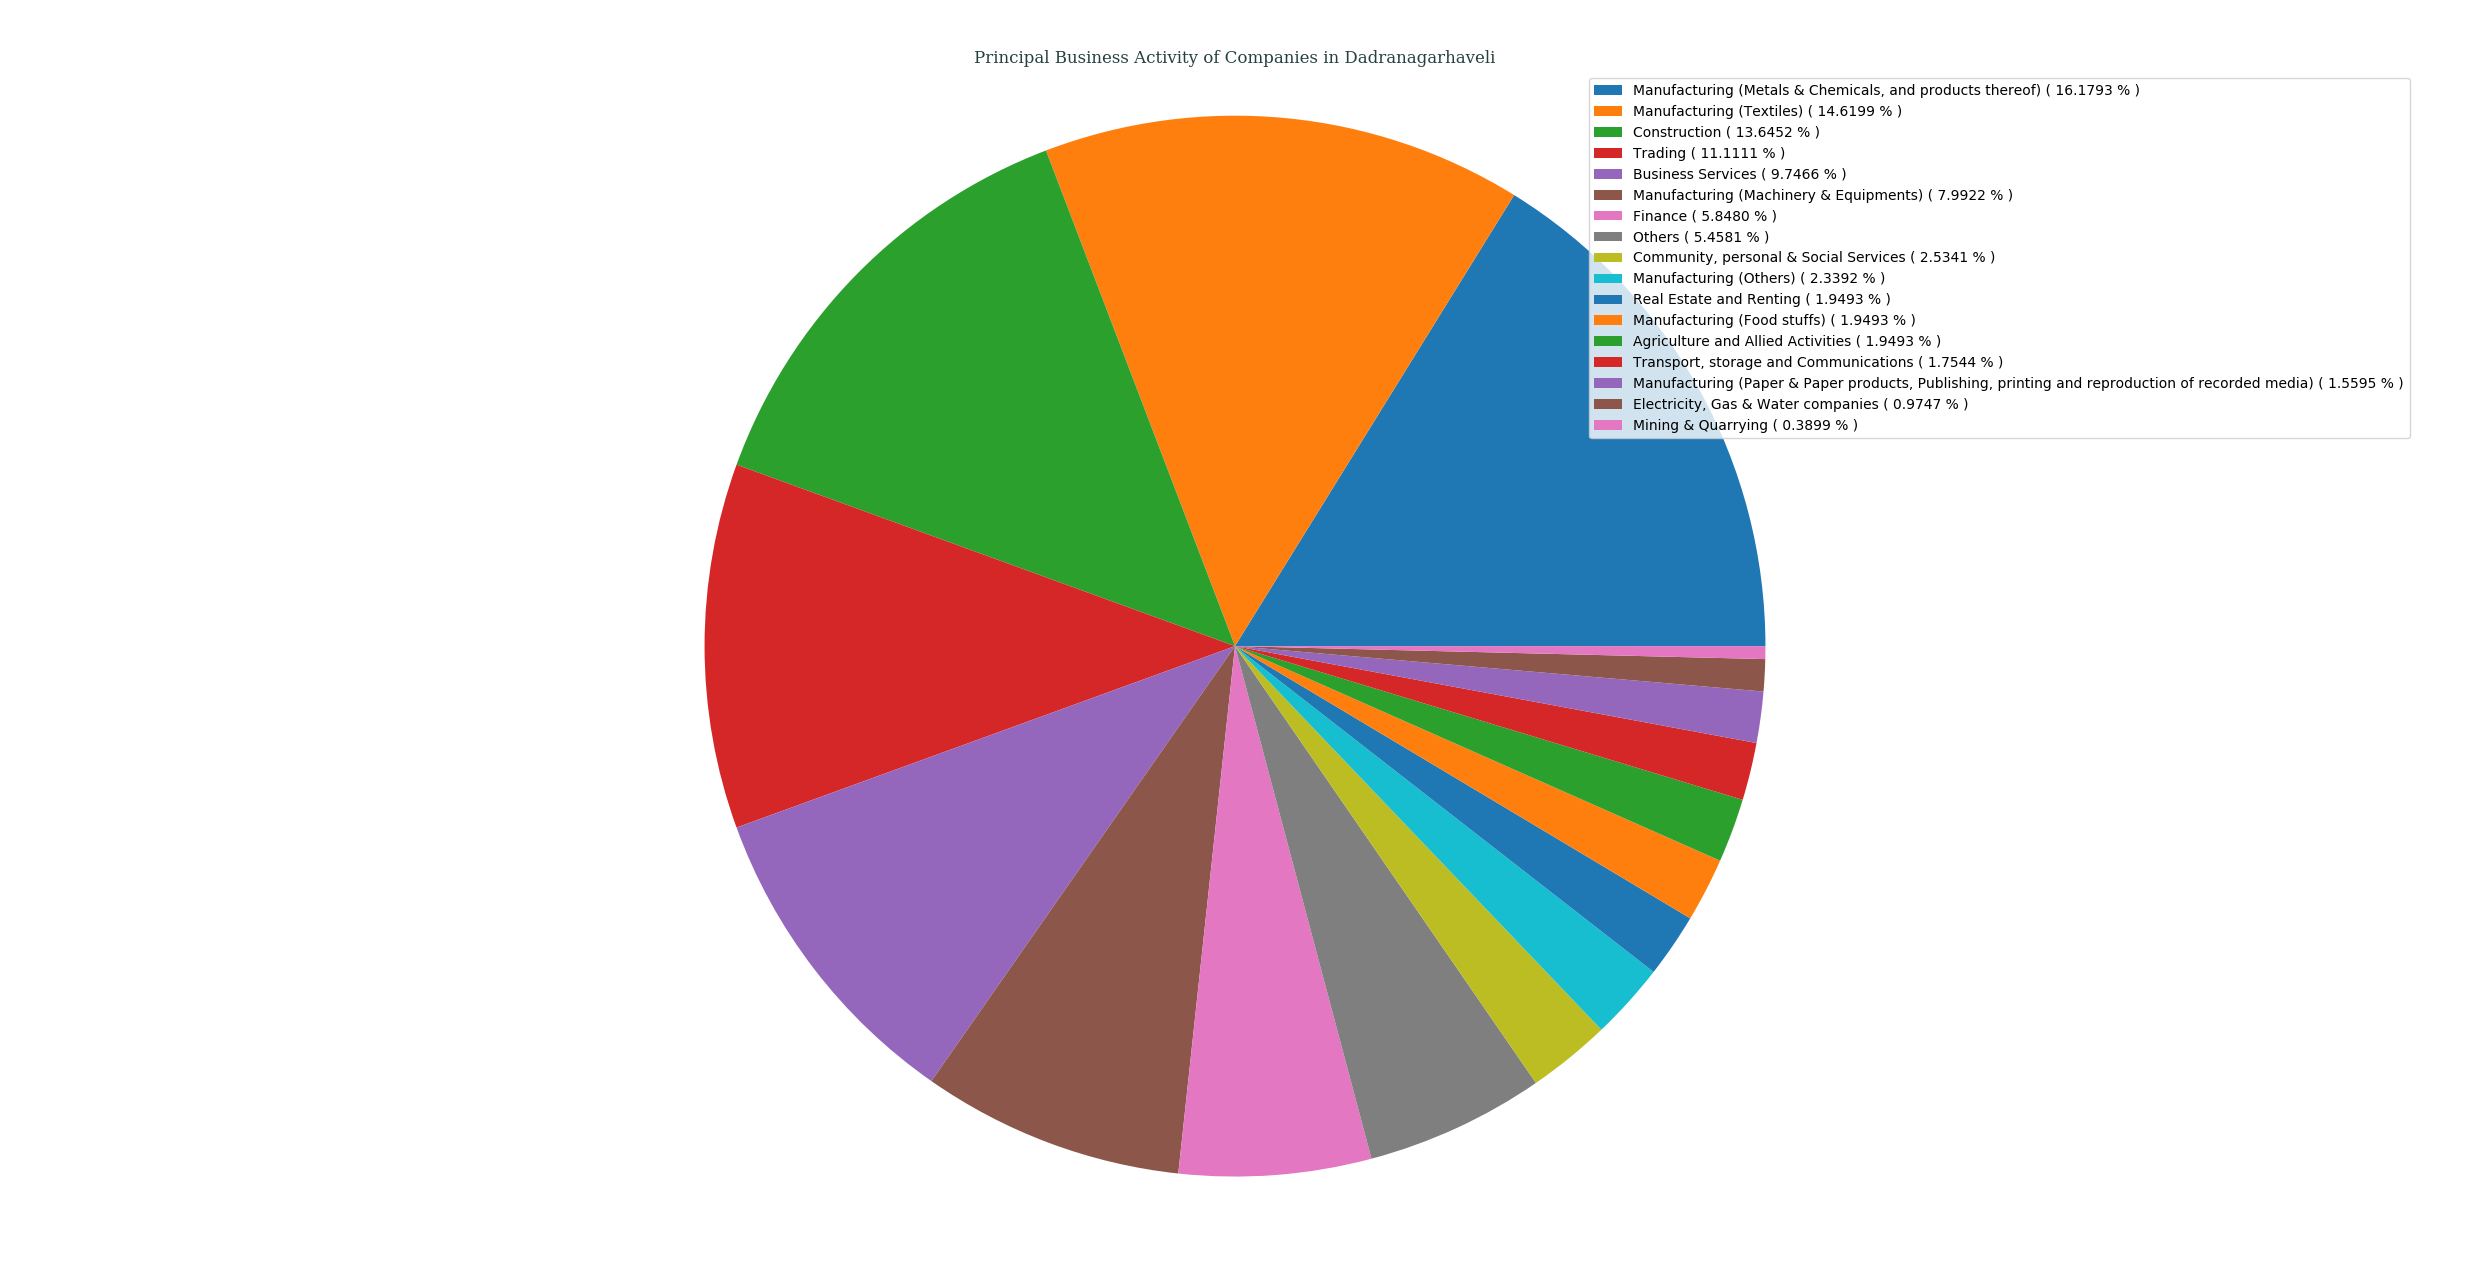 Principal Business Activity of Companies in Dadranagarhaveli
Manufacturing (Metals & Chemicals, and products thereof) ( 16.1793 % )
Manufacturing (Textiles) ( 14.6199 % )
Construction ( 13.6452 % )
Trading ( 11.1111 % )
Business Services ( 9.7466 % )
Manufacturing (Machinery & Equipments) ( 7.9922 % )
Finance ( 5.8480 % )
Others ( 5.4581 % )
Community, personal & Social Services ( 2.5341 % )
Manufacturing (Others) ( 2.3392 % )
Real Estate and Renting ( 1.9493 % )
Manufacturing (Food stuffs) ( 1.9493 % )
Agriculture and Allied Activities ( 1.9493 % )
Transport, storage and Communications ( 1.7544 % )
Manufacturing (Paper & Paper products, Publishing, printing and reproduction of recorded media) ( 1.5595 % )
Electricity, Gas & Water companies ( 0.9747 % )
Mining & Quarrying ( 0.3899 % )